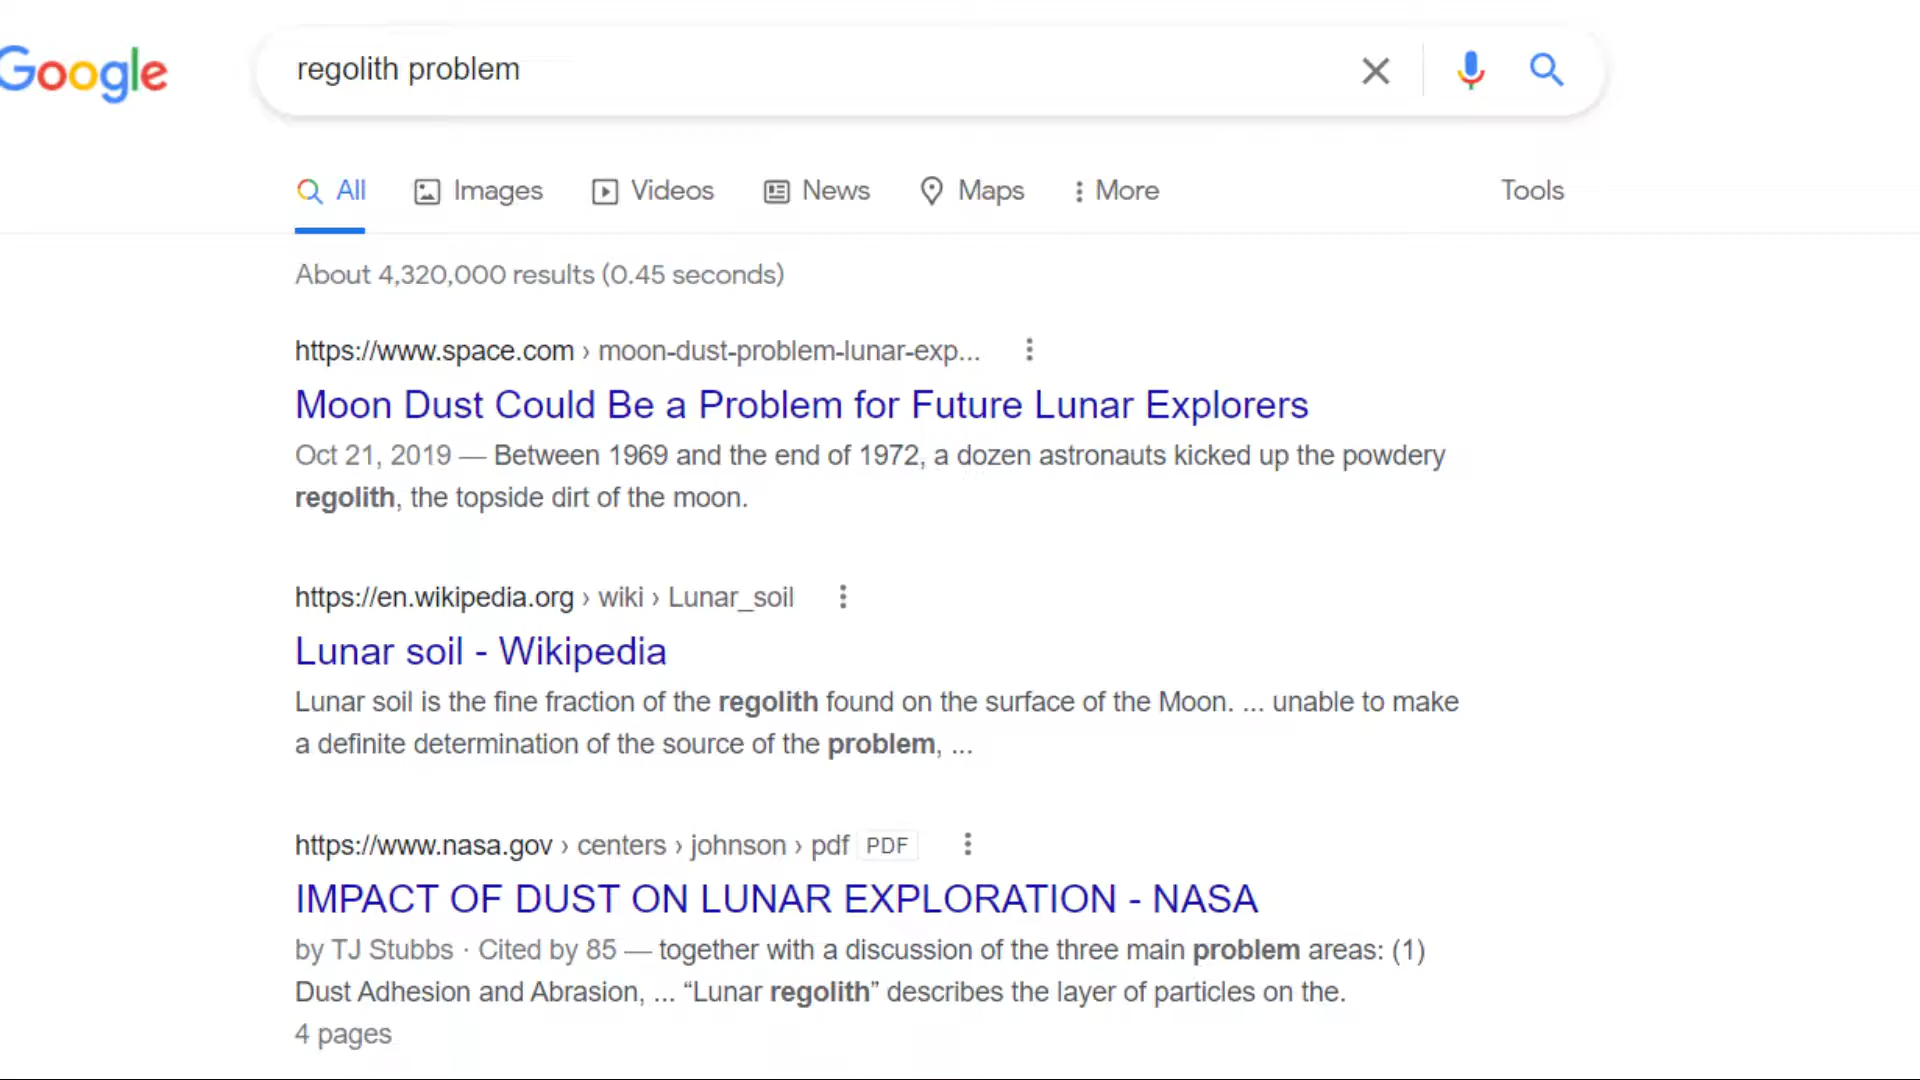 Google
regolith problem
All Images Videos News Maps More Tools
About 4,320,000 results (0.45 seconds)
https://www.space.com › moon-dust-problem-lunar-exp...
Moon Dust Could Be a Problem for Future Lunar Explorers
Oct 21, 2019 — Between 1969 and the end of 1972, a dozen astronauts kicked up the powdery
regolith, the topside dirt of the moon.
https://en.wikipedia.org › wiki › Lunar_soil
Lunar soil - Wikipedia
Lunar soil is the fine fraction of the regolith found on the surface of the Moon. ... unable to make
a definite determination of the source of the problem, ...
https://www.nasa.gov › centers › johnson › pdf PDF
IMPACT OF DUST ON LUNAR EXPLORATION - NASA
by TJ Stubbs · Cited by 85 — together with a discussion of the three main problem areas: (1)
Dust Adhesion and Abrasion, ... “Lunar regolith” describes the layer of particles on the.
4 pages